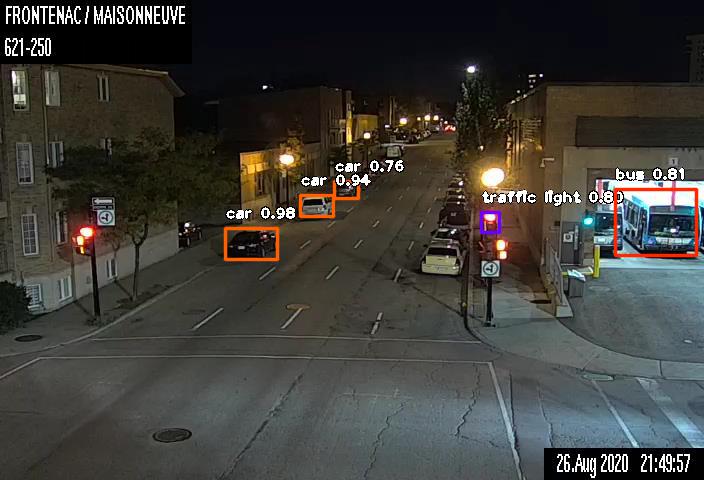 FRONTENAC / MAISONNEUVE
621-250
car 0.76
car 0.94
bus 0.81
traffic light 0.80
car 0.98
26.Aug 2020 21:49:57